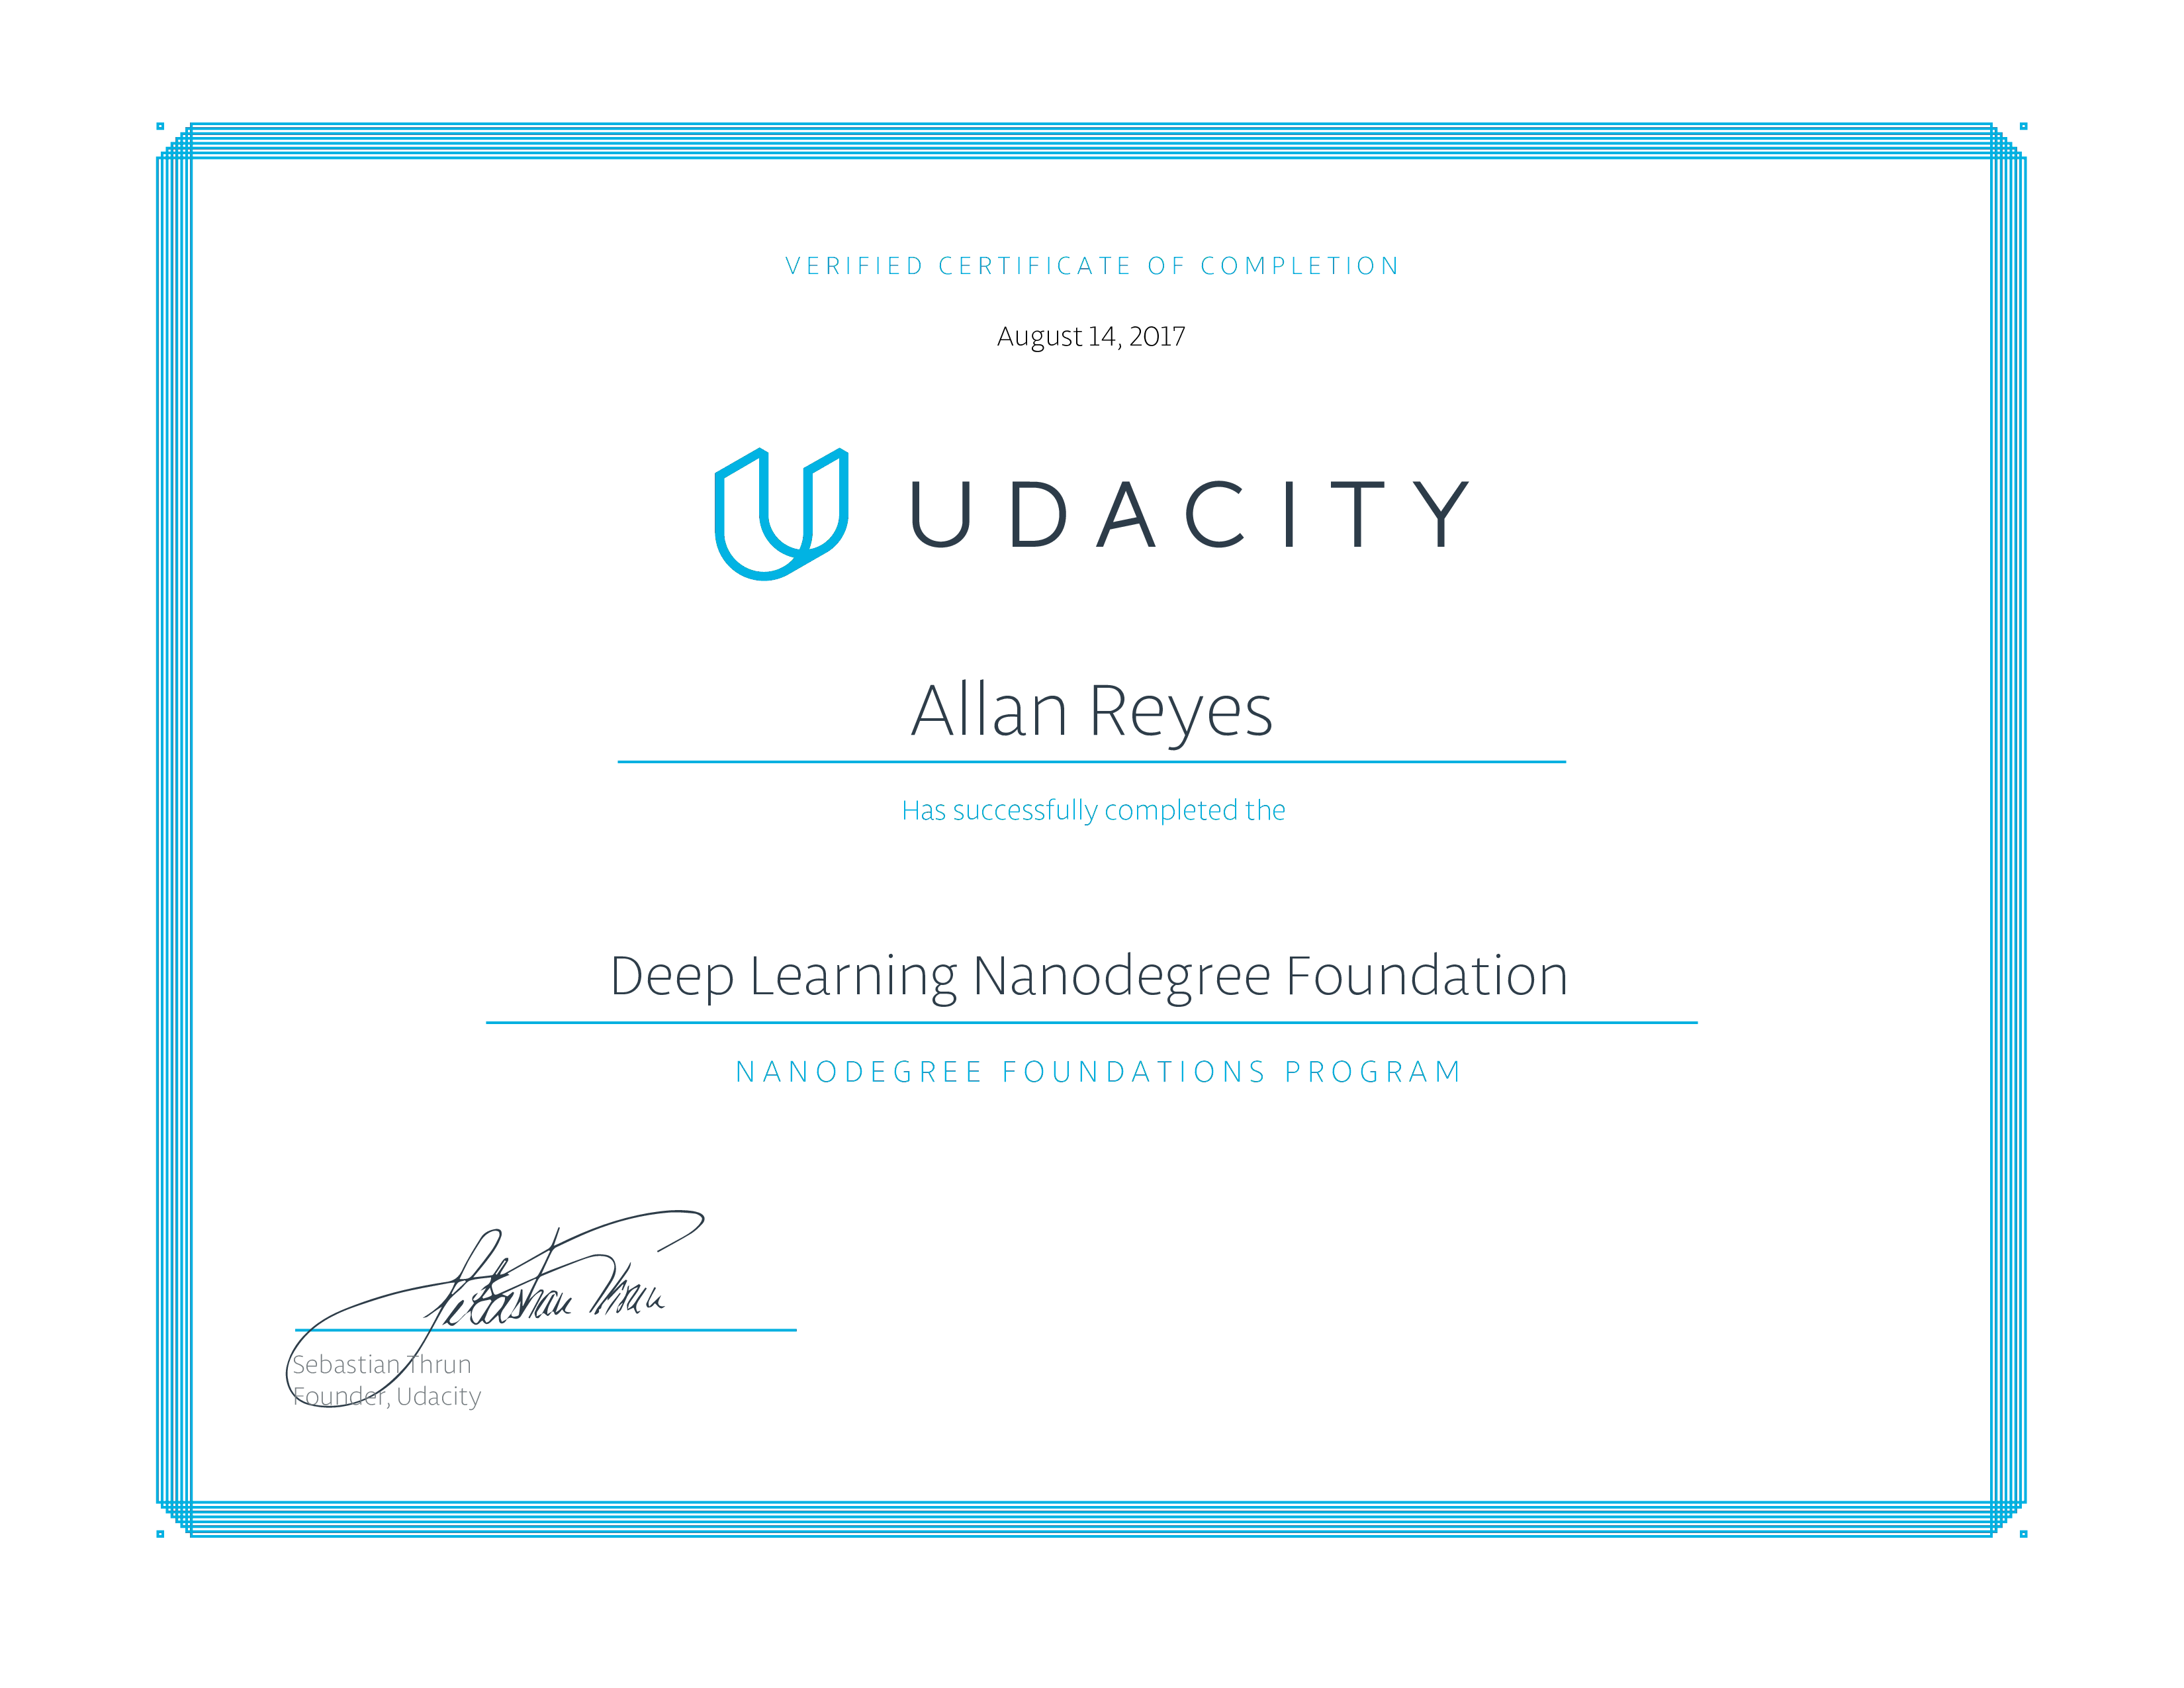 VERIFIED CERTIFICATE OF COMPLETION
August 14, 2017
UDACITY
Allan Reyes
Has successfully completed the
Deep Learning Nanodegree Foundation
NANODEGREE FOUNDATIONS PROGRAM
Sebastian Thrun
Sebastian Thrun
Founder, Udacity